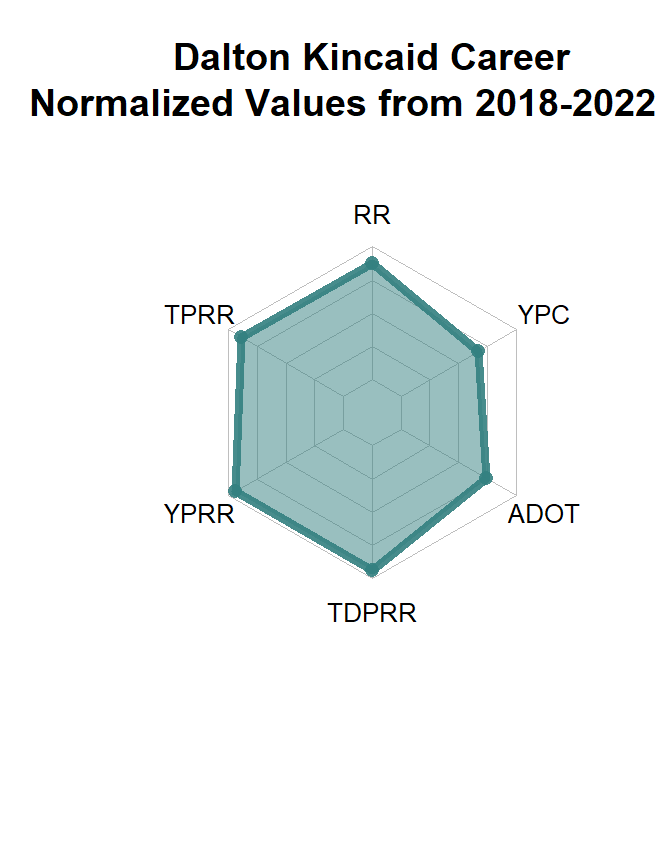 Dalton Kincaid Career
Normalized Values from 2018-2022
RR
TPRR
YPC
YPRR
ADOT
TDPRR